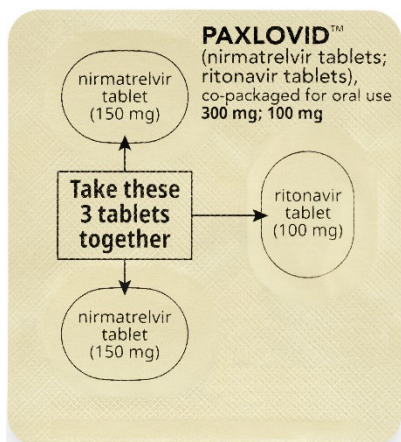 PAXLOVID™
(nirmatrelvir tablets;
ritonavir tablets),
co-packaged for oral use
300 mg; 100 mg
nirmatrelvir
tablet
(150 mg)
Take these
3 tablets
together
ritonavir
tablet
(100 mg)
nirmatrelvir
tablet
(150 mg)